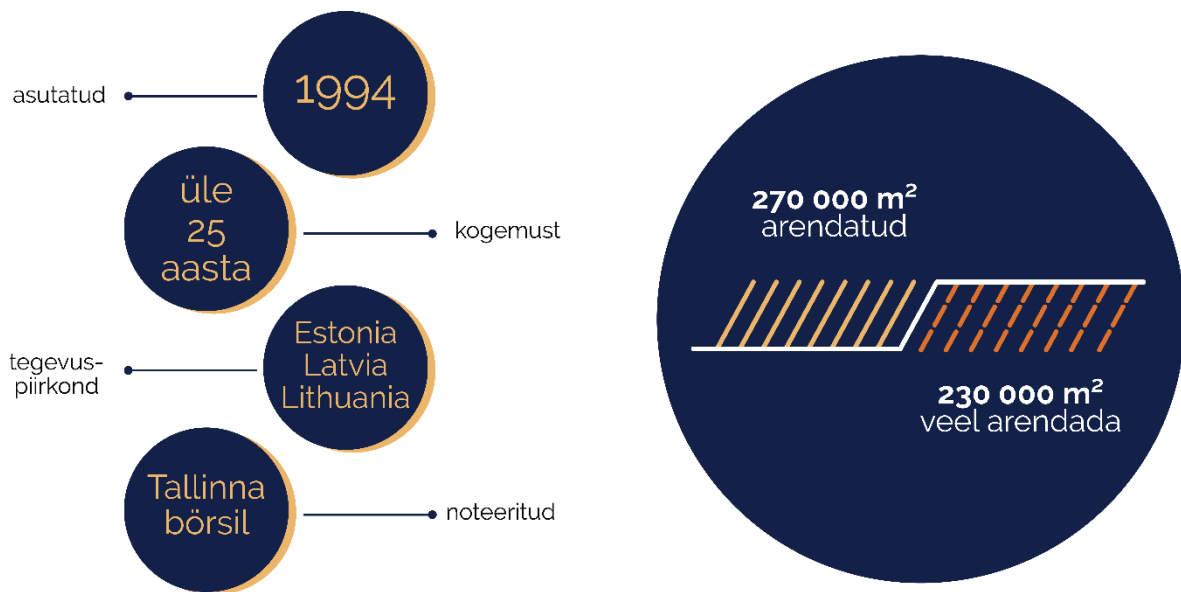 asutatud
1994
üle
25
aasta
kogemust
tegevus-
piirkond
Estonia
Latvia
Lithuania
Tallinna
börsil
noteeritud
270 000 m²
arendatud
230 000 m²
veel arendada